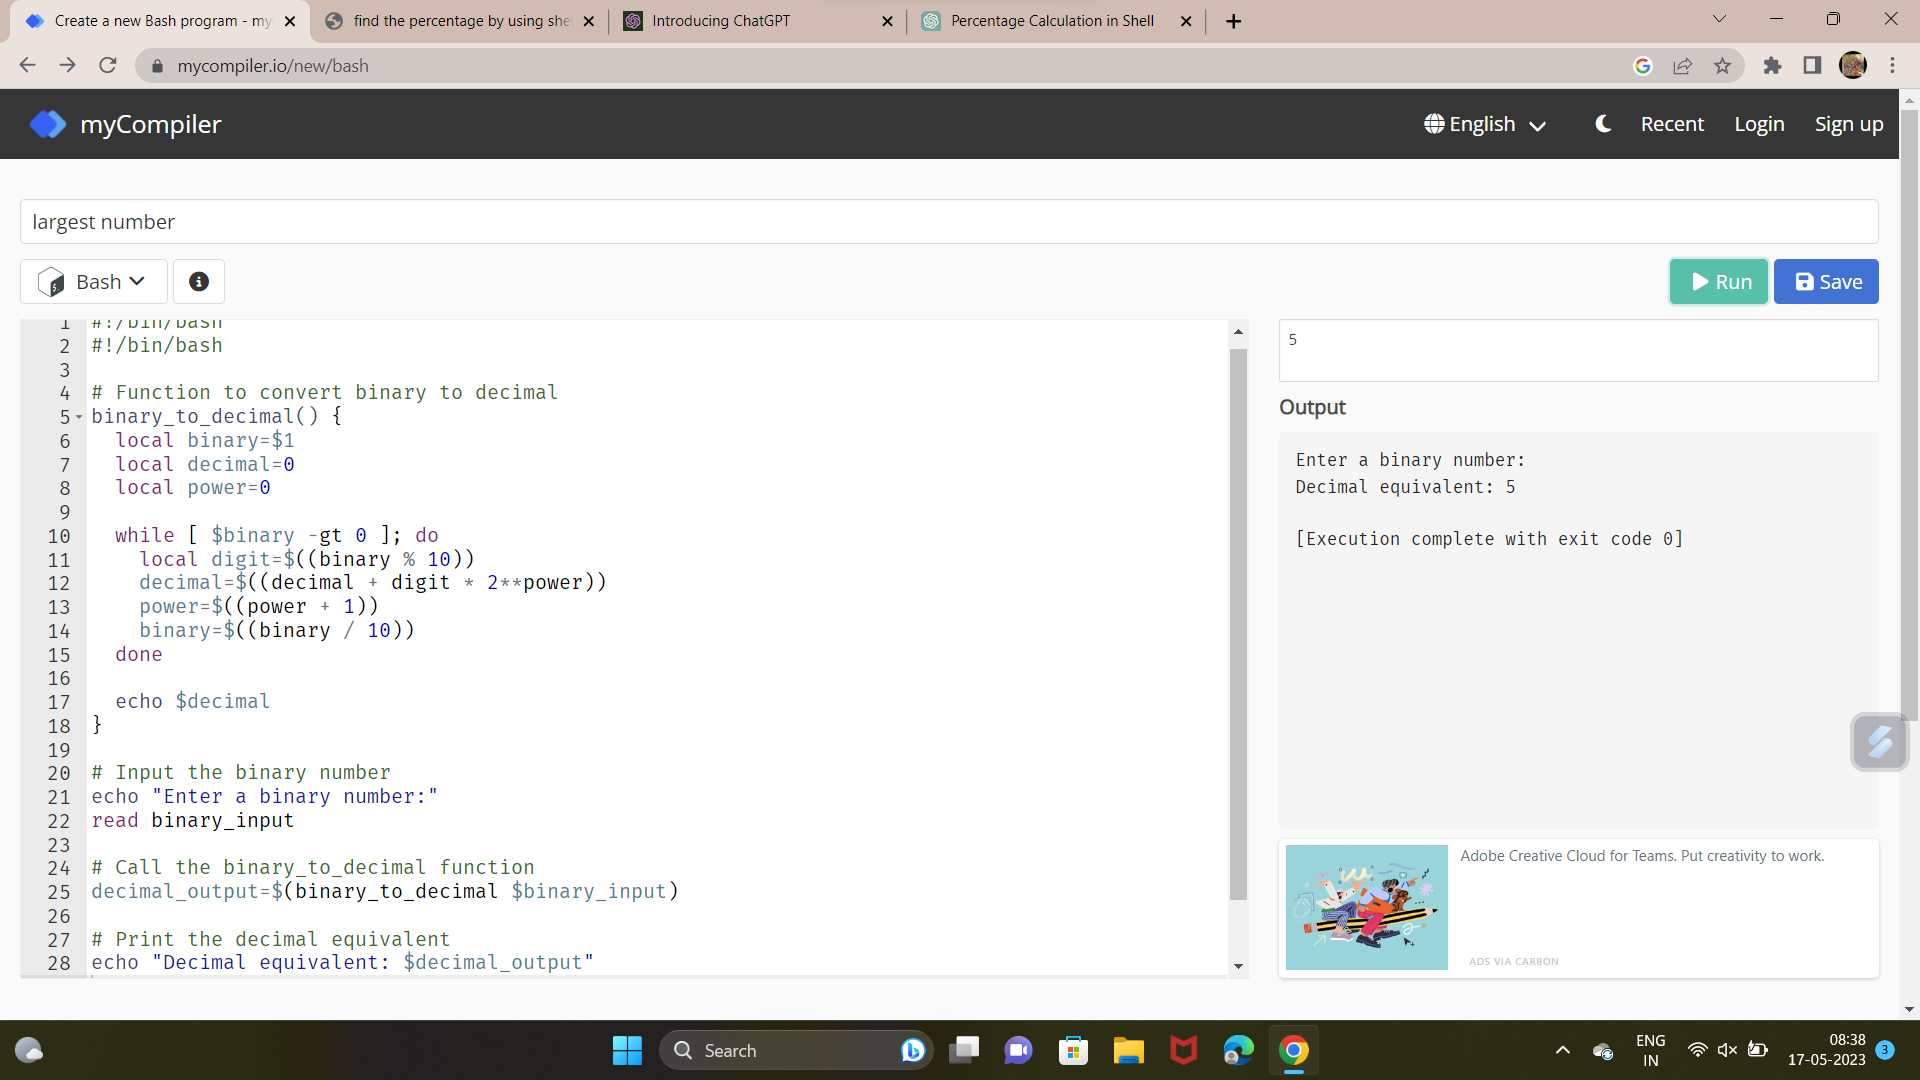 Create a new Bash program - my
find the percentage by using she
Introducing ChatGPT
Percentage Calculation in Shell
mycompiler.io/new/bash
myCompiler
English
Recent
Login
Sign up
largest number
Bash
Run
Save
1 #!/bin/bash
2 #!/bin/bash
3
4 # Function to convert binary to decimal
5 binary_to_decimal() {
6   local binary=$1
7   local decimal=0
8   local power=0
9
10   while [ $binary -gt 0 ]; do
11     local digit=$((binary % 10))
12     decimal=$((decimal + digit * 2**power))
13     power=$((power + 1))
14     binary=$((binary / 10))
15   done
16
17   echo $decimal
18 }
19
20 # Input the binary number
21 echo "Enter a binary number:"
22 read binary_input
23
24 # Call the binary_to_decimal function
25 decimal_output=$(binary_to_decimal $binary_input)
26
27 # Print the decimal equivalent
28 echo "Decimal equivalent: $decimal_output"
5
Output
Enter a binary number:
Decimal equivalent: 5
[Execution complete with exit code 0]
Adobe Creative Cloud for Teams. Put creativity to work.
ADS VIA CARBON
Search
ENG
IN
08:38
17-05-2023
3